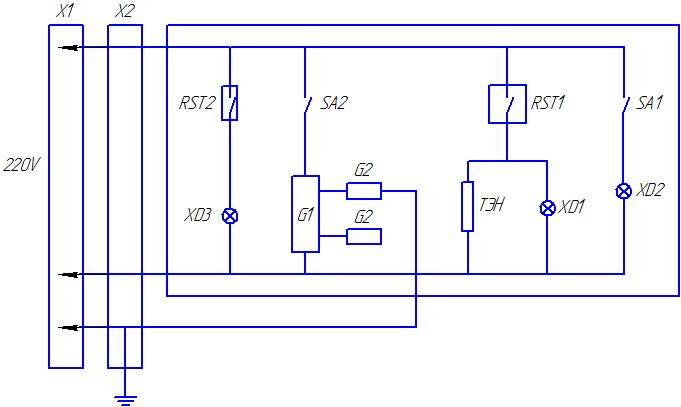 X1
X2
RST2
SA2
RST1
SA1
220V
G2
XD3
G1
G2
ТЭН
XD1
XD2